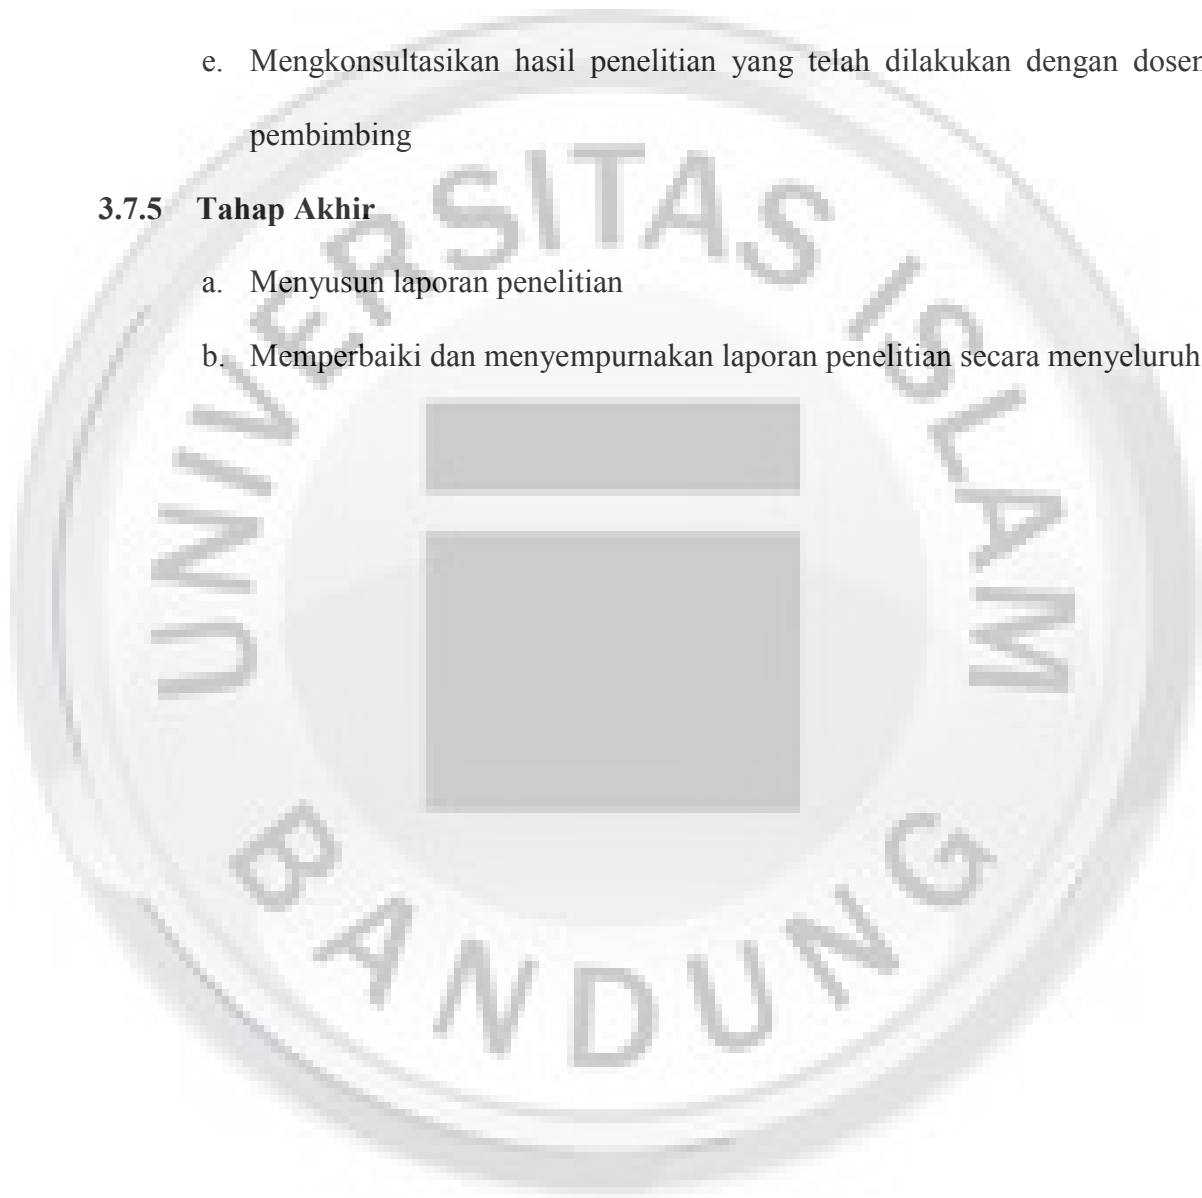 e. Mengkonsultasikan hasil penelitian yang telah dilakukan dengan dosen
pembimbing
3.7.5 Tahap Akhir
a. Menyusun laporan penelitian
b. Memperbaiki dan menyempurnakan laporan penelitian secara menyeluruh
UNIVERSITAS ISLAM
BANDUNG